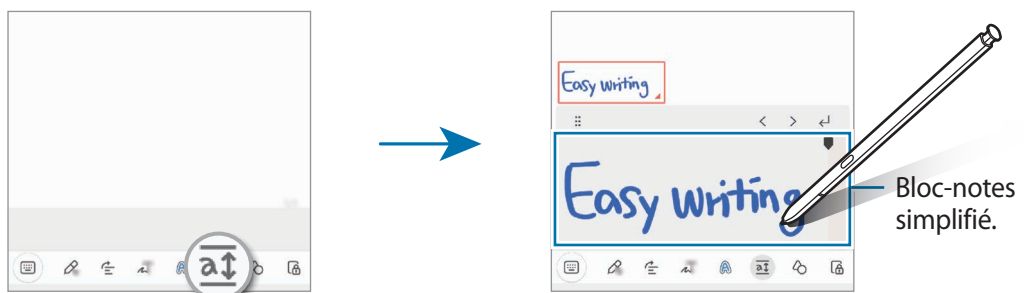 a
Easy writing
Easy writing
a
Bloc-notes
simplifié.